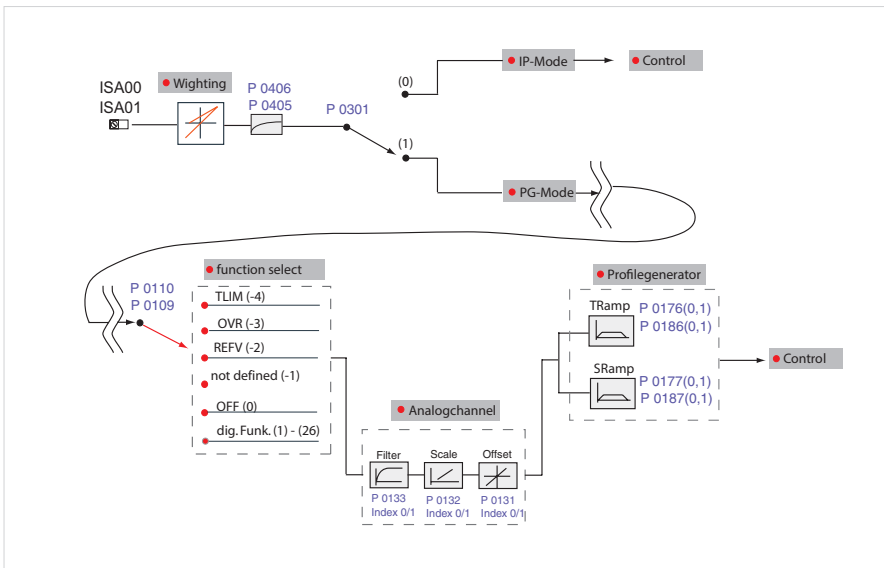 ISA00
ISA01
Wighting
P 0406
P 0405
P 0301
(0)
(1)
IP-Mode
Control
PG-Mode
P 0110
P 0109
function select
TLIM (-4)
OVR (-3)
REFV (-2)
not defined (-1)
OFF (0)
dig. Funk. (1) - (26)
Analogchannel
Filter
Scale
Offset
P 0133
Index 0/1
P 0132
Index 0/1
P 0131
Index 0/1
Profilegenerator
TRamp
P 0176(0,1)
P 0186(0,1)
SRamp
P 0177(0,1)
P 0187(0,1)
Control